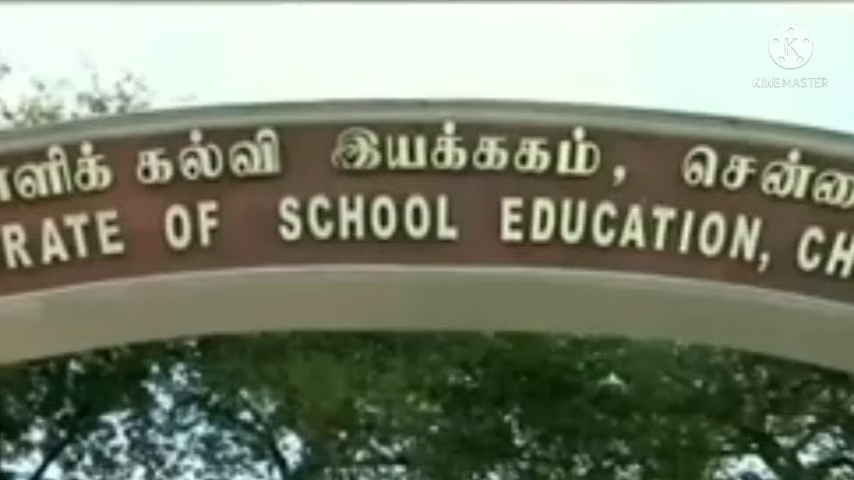 KINEMASTER
ளிக் கல்வி இயக்ககம், சென்னை
RATE OF SCHOOL EDUCATION, CH